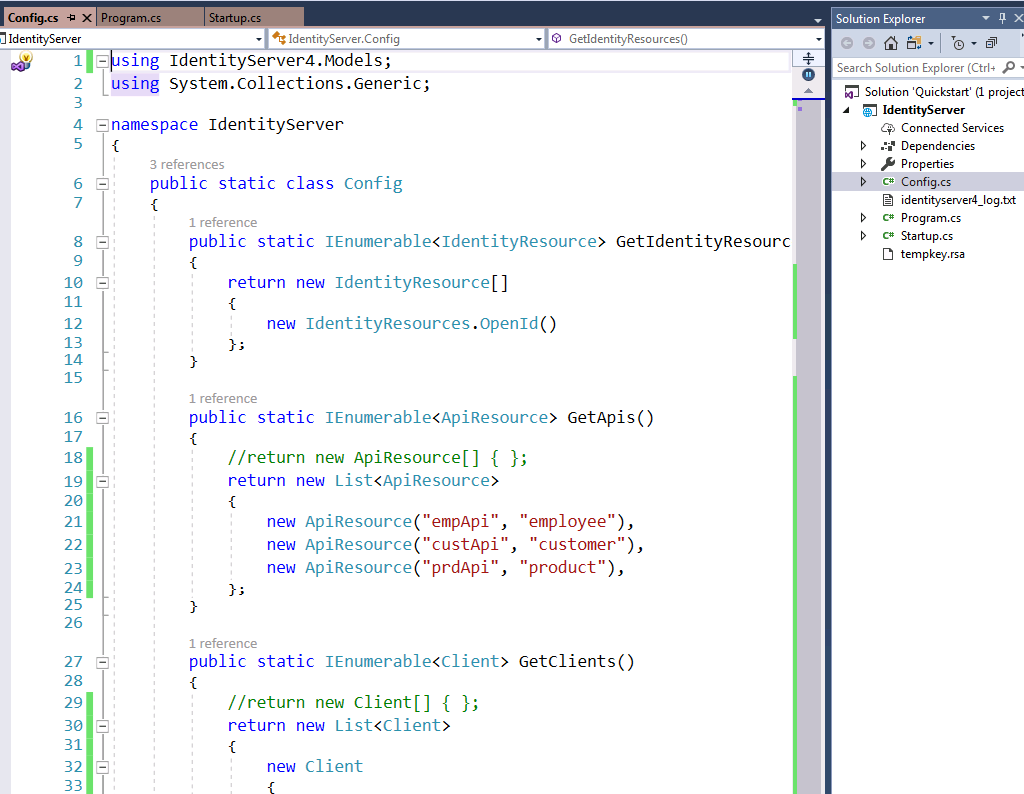 Config.cs
Program.cs
Startup.cs
IdentityServer
IdentityServer.Config
GetIdentityResources()
1 using IdentityServer4.Models;
2 using System.Collections.Generic;
3
4 namespace IdentityServer
5 {
3 references
6 public static class Config
7 {
1 reference
8 public static IEnumerable<IdentityResource> GetIdentityResourc
9 {
10 return new IdentityResource[]
11 {
12 new IdentityResources.OpenId()
13 };
14 }
15
1 reference
16 public static IEnumerable<ApiResource> GetApis()
17 {
18 //return new ApiResource[] { };
19 return new List<ApiResource>
20 {
21 new ApiResource("empApi", "employee"),
22 new ApiResource("custApi", "customer"),
23 new ApiResource("prdApi", "product"),
24 };
25 }
26
1 reference
27 public static IEnumerable<Client> GetClients()
28 {
29 //return new Client[] { };
30 return new List<Client>
31 {
32 new Client
33 {
Solution Explorer
Search Solution Explorer (Ctrl+
Solution 'Quickstart' (1 project
IdentityServer
Connected Services
Dependencies
Properties
C# Config.cs
identityserver4_log.txt
C# Program.cs
C# Startup.cs
tempkey.rsa